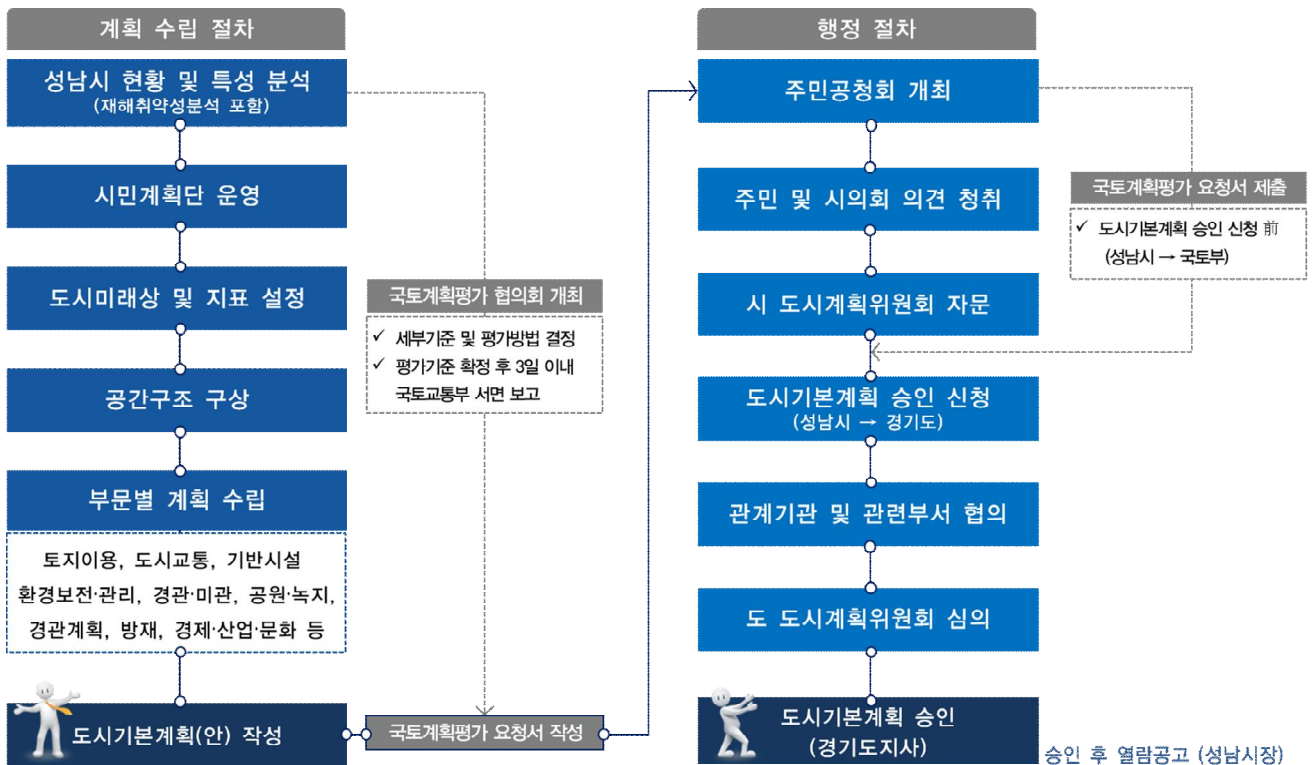 계획 수립 절차
성남시 현황 및 특성 분석
(재해취약성분석 포함)
시민계획단 운영
도시미래상 및 지표 설정
공간구조 구상
부문별 계획 수립
토지이용, 도시교통, 기반시설
환경보전·관리, 경관·미관, 공원·녹지,
경관계획, 방재, 경제·산업·문화 등
도시기본계획(안) 작성
국토계획평가 협의회 개최
✓ 세부기준 및 평가방법 결정
✓ 평가기준 확정 후 3일 이내
국토교통부 서면 보고
국토계획평가 요청서 작성
행정 절차
주민공청회 개최
주민 및 시의회 의견 청취
시 도시계획위원회 자문
국토계획평가 요청서 제출
✓ 도시기본계획 승인 신청 前
(성남시 → 국토부)
도시기본계획 승인 신청
(성남시 → 경기도)
관계기관 및 관련부서 협의
도 도시계획위원회 심의
도시기본계획 승인
(경기도지사)
승인 후 열람공고 (성남시장)